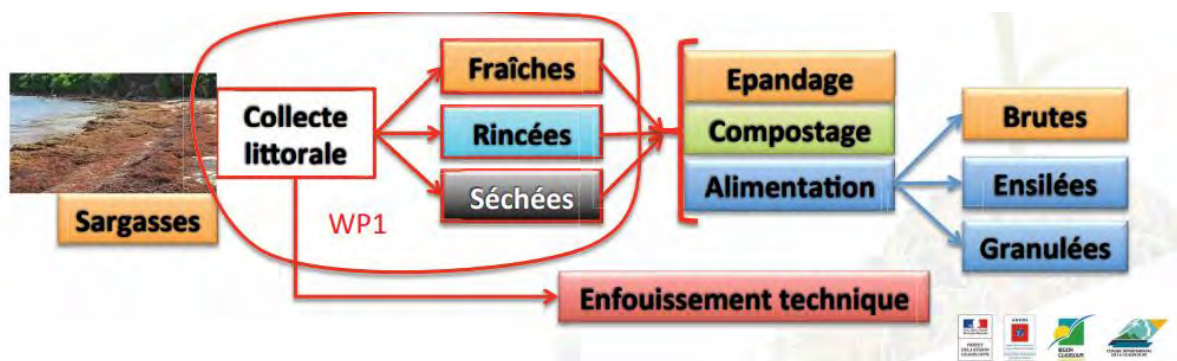 Sargasses
Collecte
littorale
WP1
Fraîches
Rincées
Séchées
Epandage
Compostage
Alimentation
Brutes
Ensilées
Granulées
Enfouissement technique